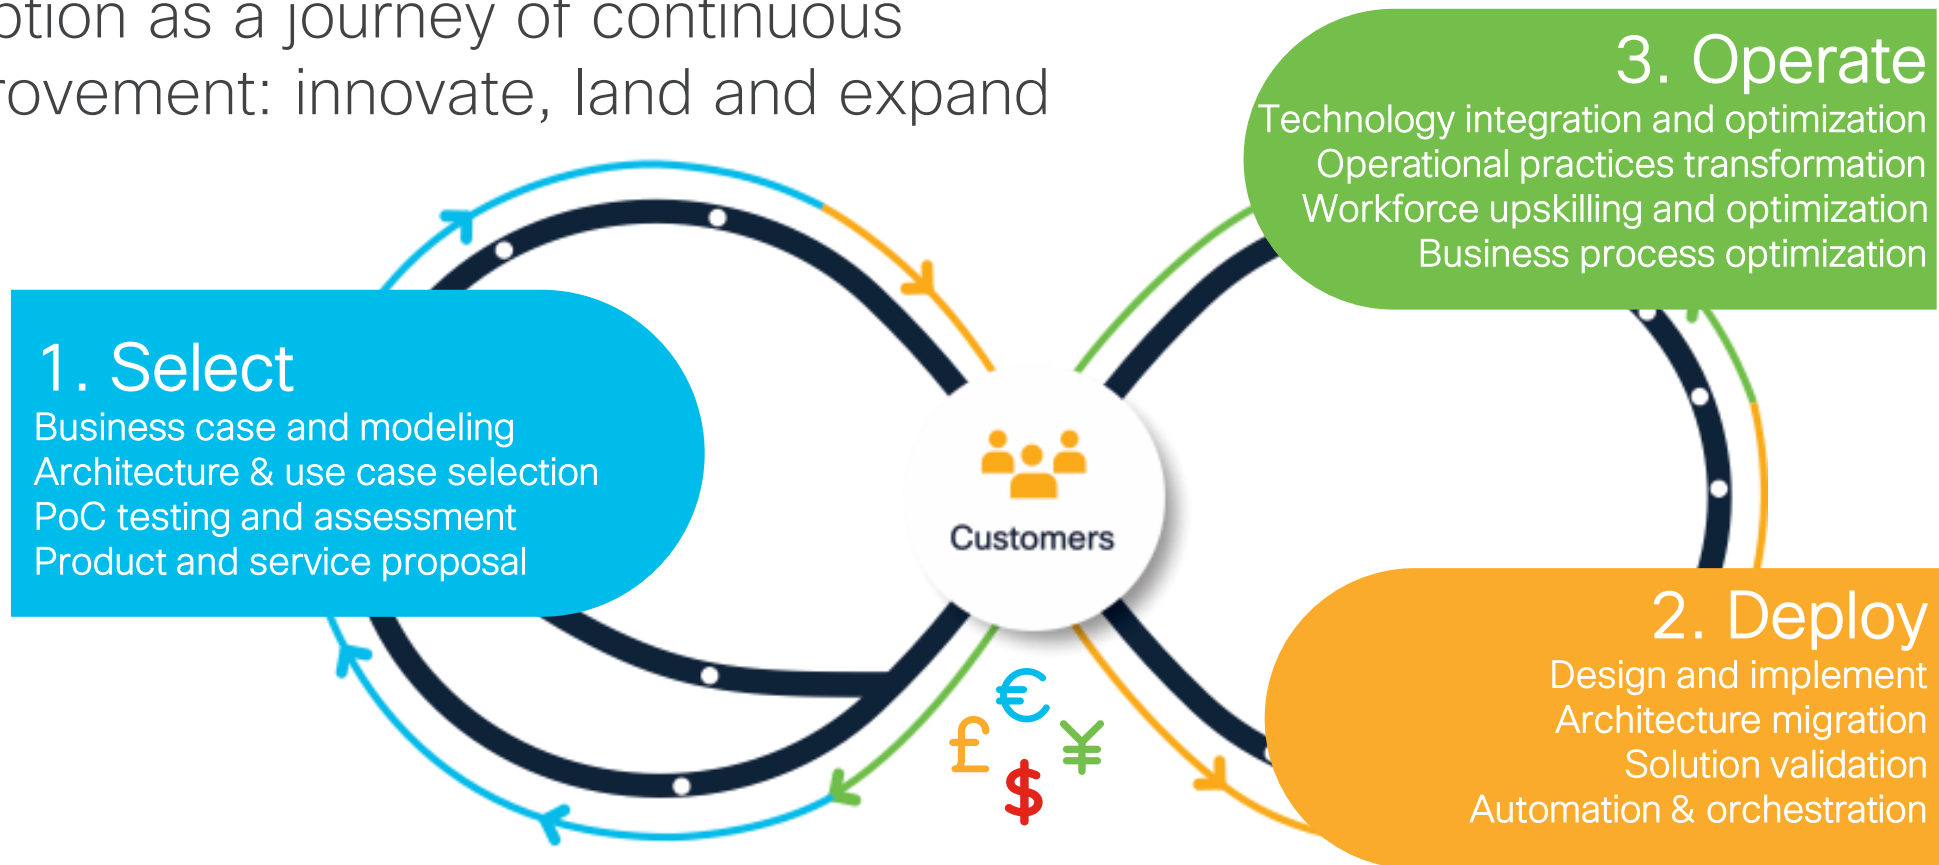 as a journey of continuous
innovate, land and expand
3. Operate
Technology integration and optimization
Operational practices transformation
Workforce upskilling and optimization
Business process optimization
1. Select
Business case and modeling
Architecture & use case selection
PoC testing and assessment
Product and service proposal
Customers
€
£ ¥
$
2. Deploy
Design and implement
Architecture migration
Solution validation
Automation & orchestration